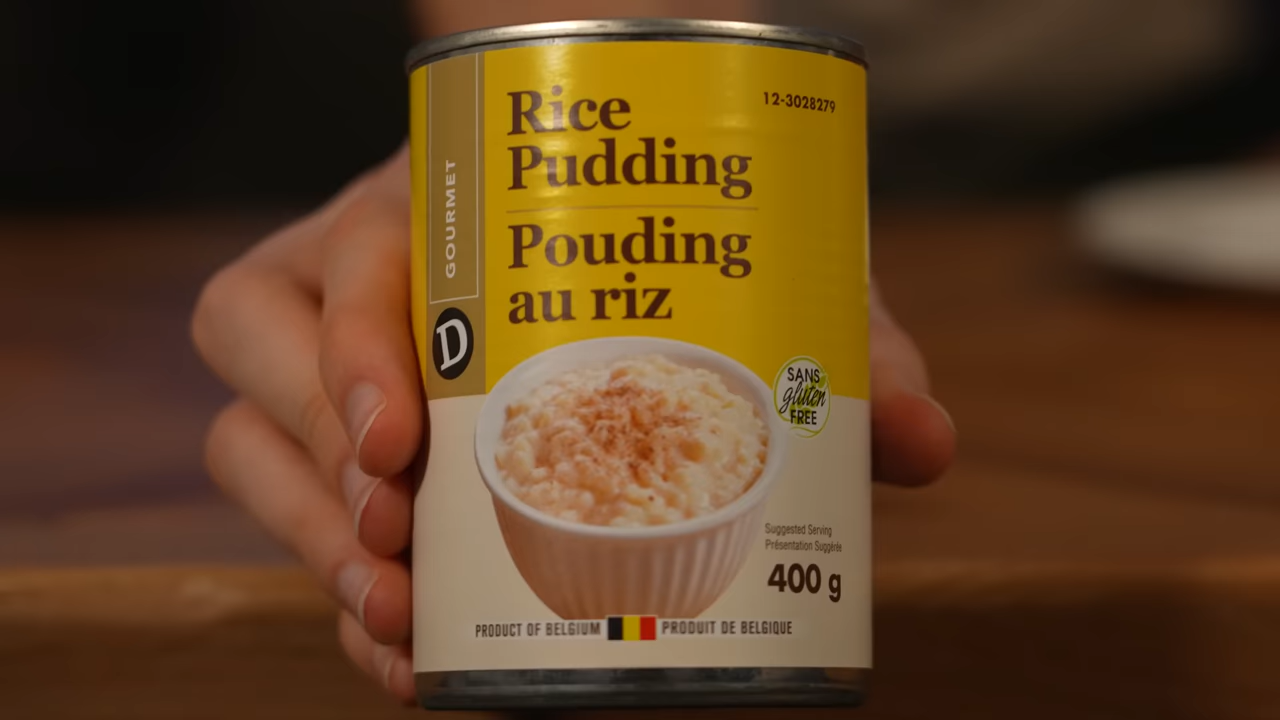 GOURMET
D
Rice
Pudding
12-3028279
Pouding
au riz
SANS
gluten
FREE
Suggested Serving
Présentation Suggérée
400 g
PRODUCT OF BELGIUM PRODUIT DE BELGIQUE